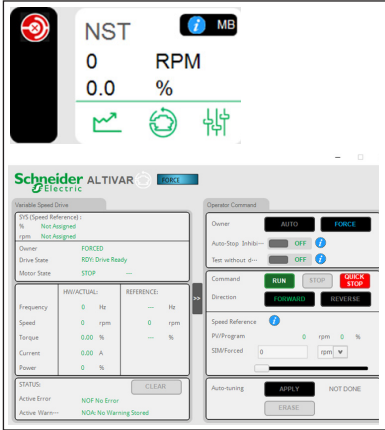 NST
i MB
0 RPM
0.0 %
Schneider Electric ALTIVAR FORCE
Variable Speed Drive
SYS (Speed Reference) :
% Not Assigned
rpm Not Assigned
Owner FORCED
Drive State RDY: Drive Ready
Motor State STOP ---
HW/ACTUAL: REFERENCE:
Frequency 0 Hz --- Hz
Speed 0 rpm 0 rpm
Torque 0.00 % --- %
Current 0.00 A
Power 0 %
STATUS: CLEAR
Active Error NOF No Error
Active Warn--- NOA: No Warning Stored
>>
Operator Command
Owner AUTO FORCE
Auto-Stop Inhibi--- OFF i
Test without d--- OFF i
Command RUN STOP QUICK STOP
Direction FORWARD REVERSE
Speed Reference i
PV/Program 0 rpm 0 %
SIM/Forced 0 rpm
Auto-tuning APPLY NOT DONE
ERASE